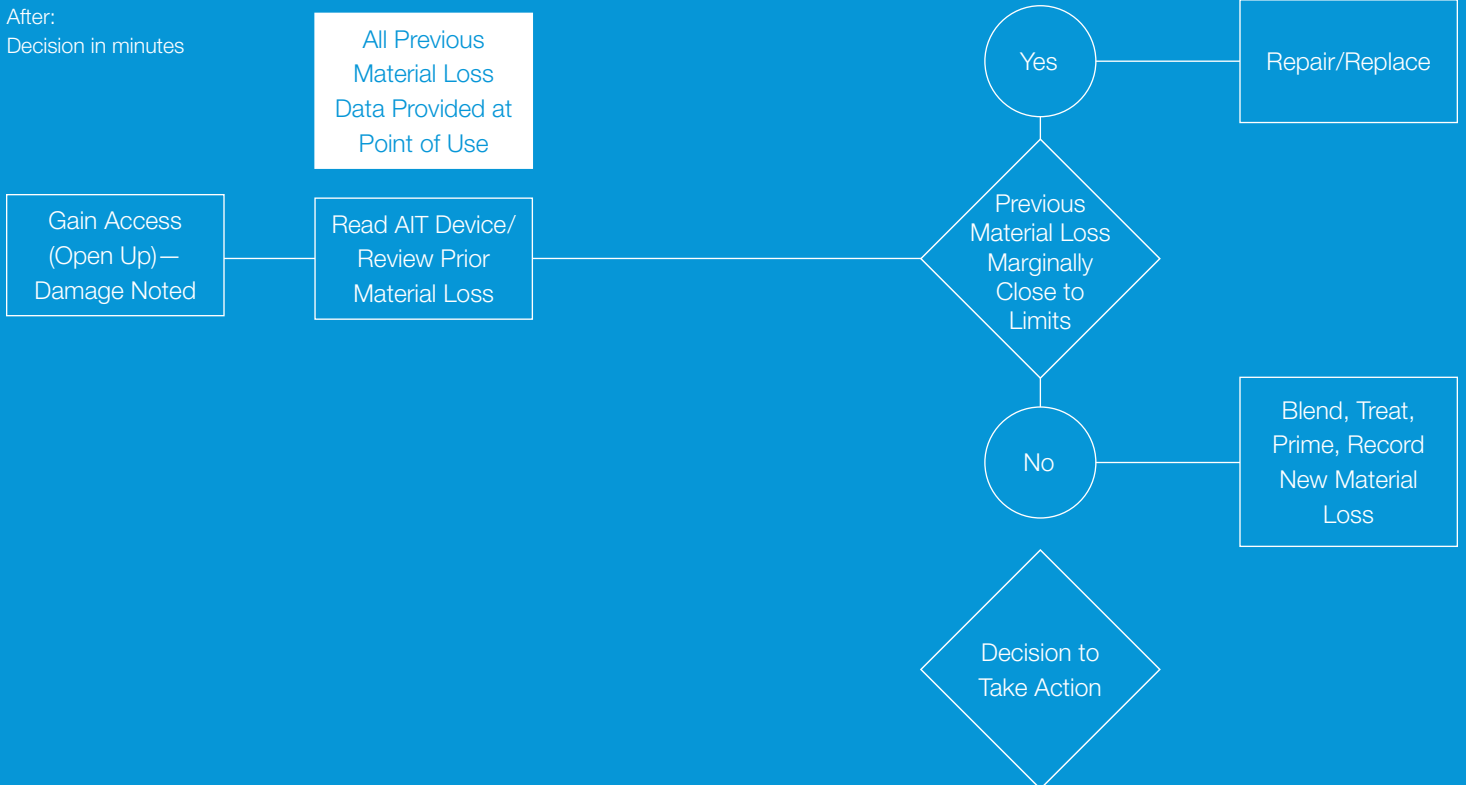 After:
Decision in minutes
All Previous
Material Loss
Data Provided at
Point of Use
Yes
Repair/Replace
Gain Access
(Open Up)—
Damage Noted
Read AIT Device/
Review Prior
Material Loss
Previous
Material Loss
Marginally
Close to
Limits
No
Blend, Treat,
Prime, Record
New Material
Loss
Decision to
Take Action